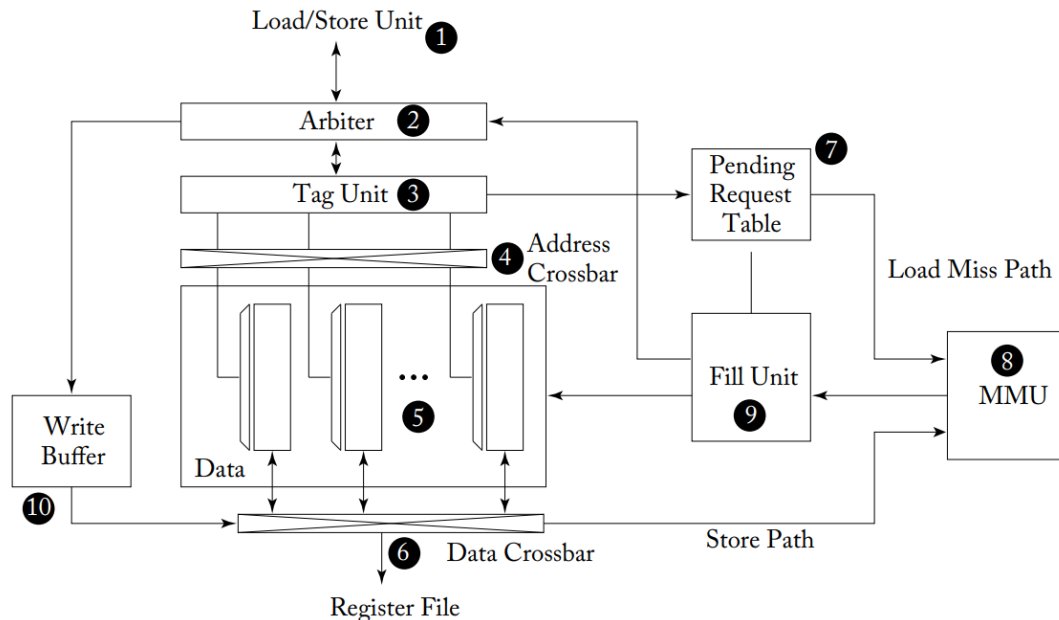 Load/Store Unit
1
Arbiter 2
Tag Unit 3
4
Address
Crossbar
Pending
Request
Table
7
Load Miss Path
8
MMU
Fill Unit
9
5
Data
Write
Buffer
10
6
Data Crossbar
Store Path
Register File